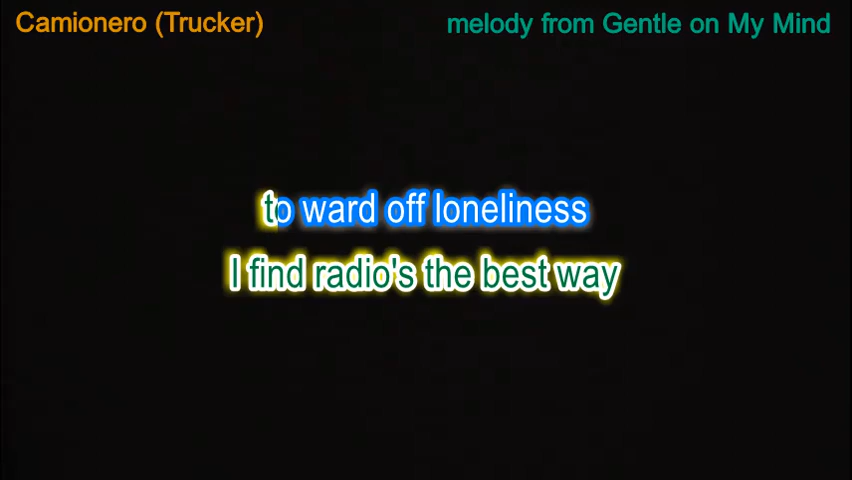 Camionero (Trucker)
melody from Gentle on My Mind
to ward off loneliness
I find radio's the best way